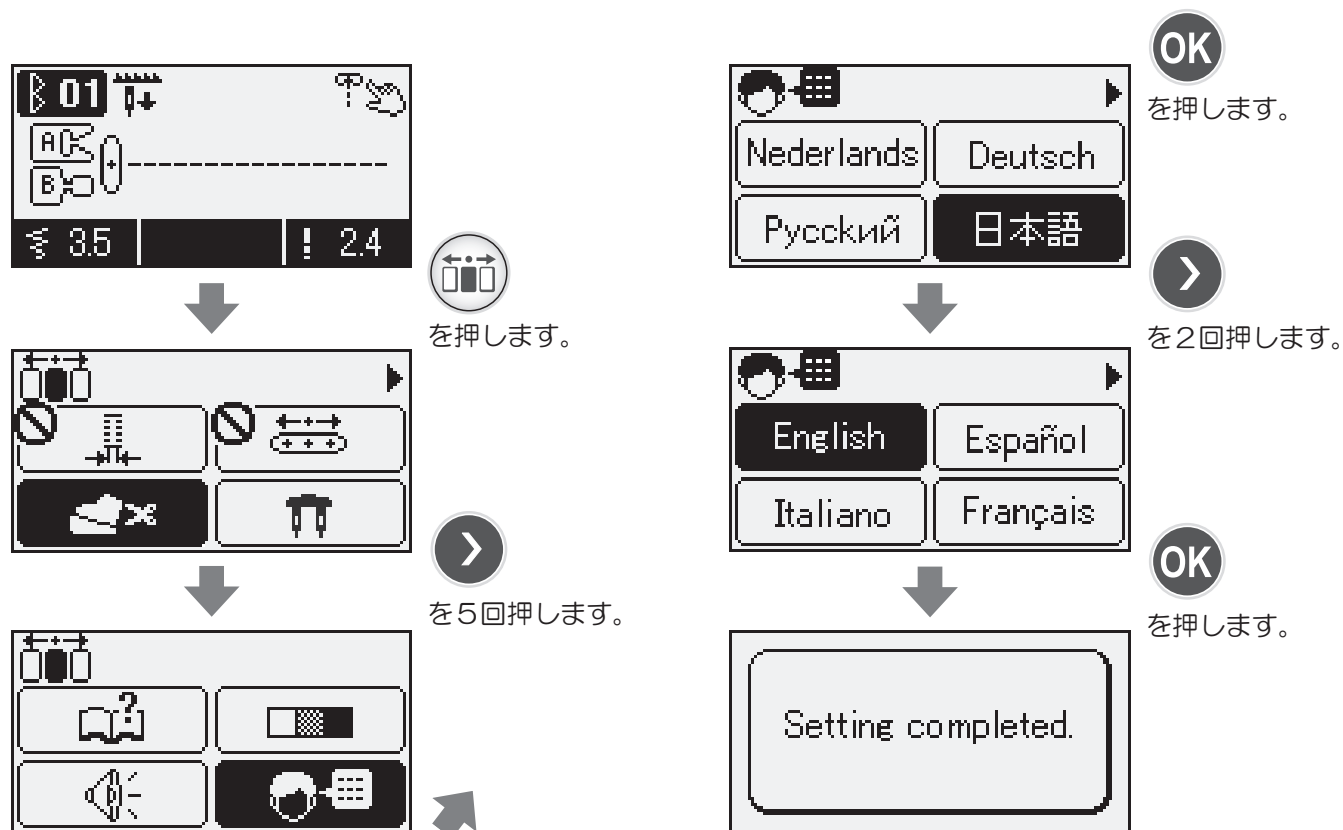 01
A
B
3.5
! 2.4
を押します。
を5回押します。
?
OK
を押します。
Nederlands
Deutsch
Русский
日本語
を2回押します。
English
Español
Italiano
Français
OK
を押します。
Setting completed.